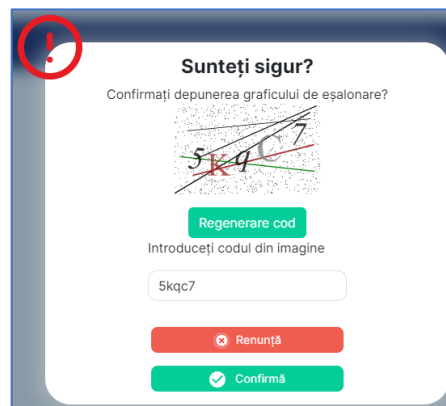 !
Sunteți sigur?
Confirmați depunerea graficului de eșalonare?
5KqC7
Regenerare cod
Introduceți codul din imagine
5kqc7
Renunță
Confirmă